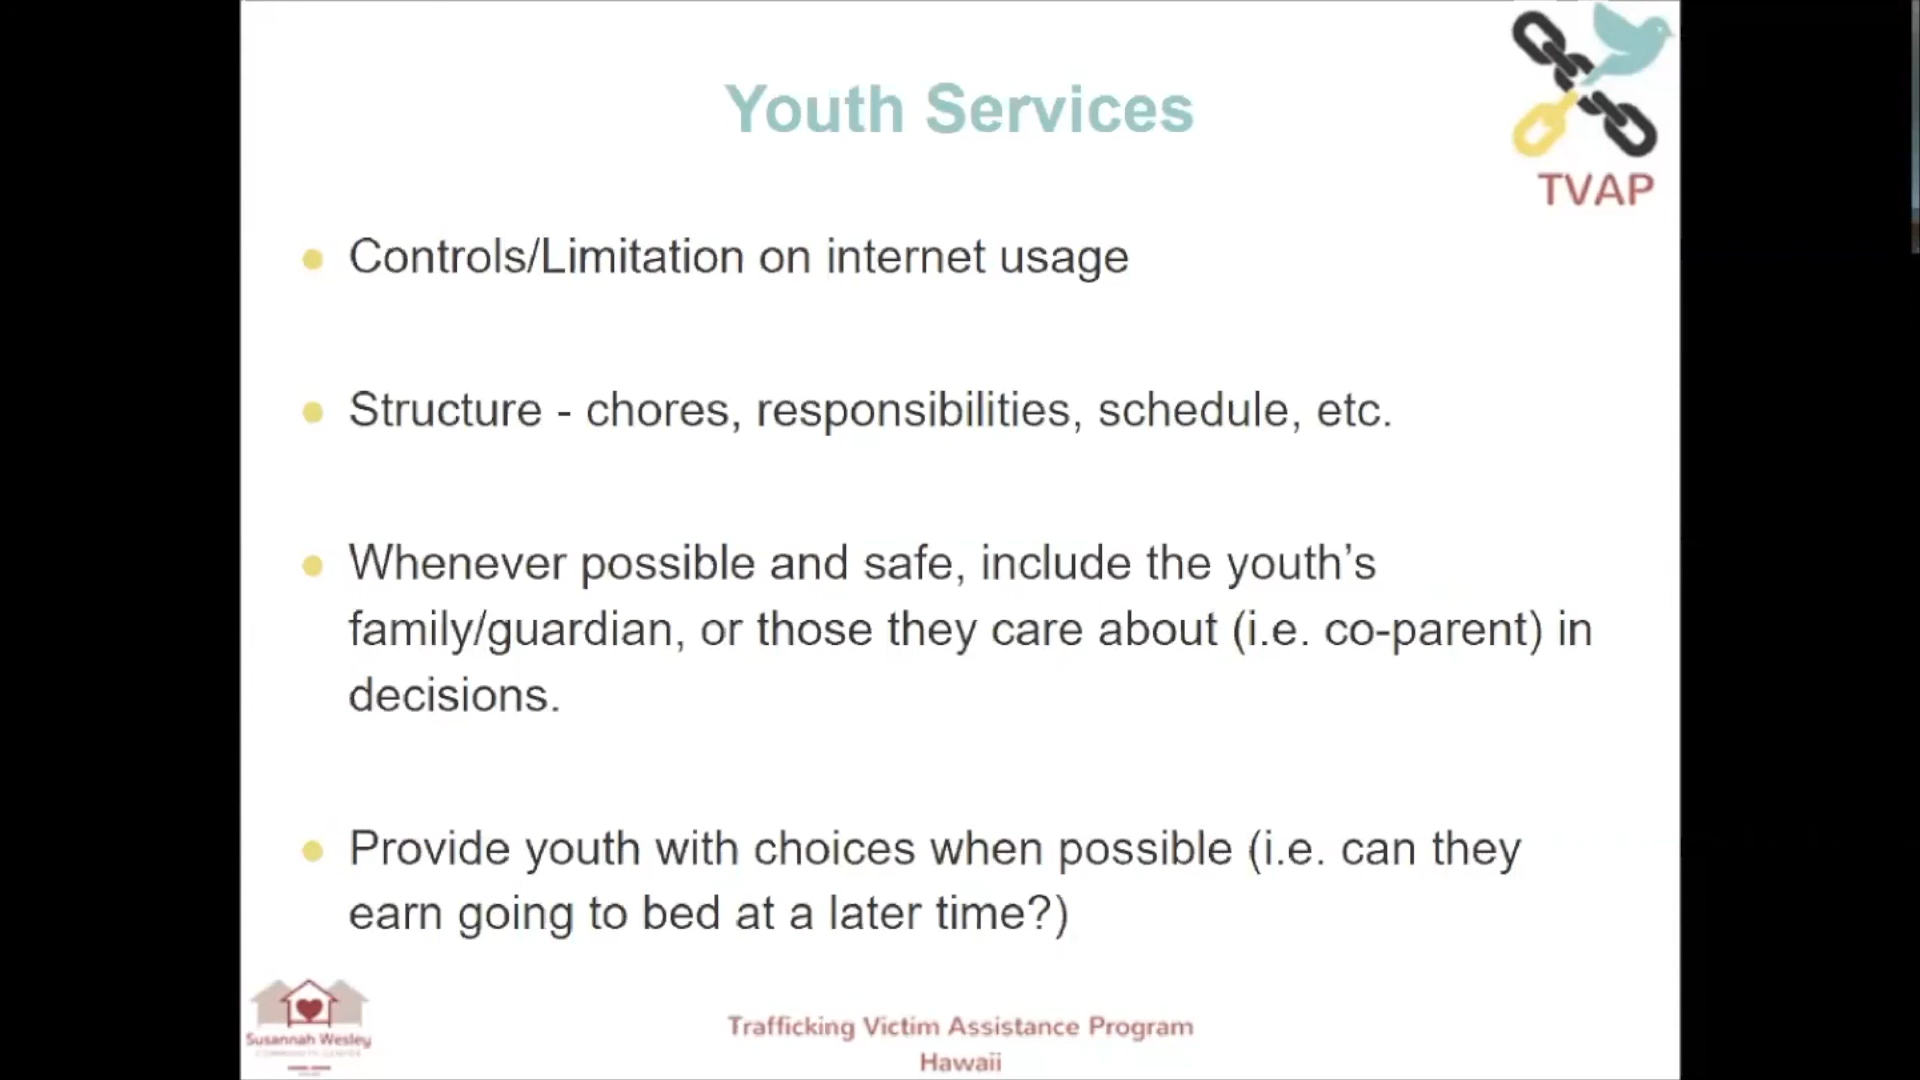 Youth Services
TVAP
Controls/Limitation on internet usage
Structure - chores, responsibilities, schedule, etc.
Whenever possible and safe, include the youth’s
family/guardian, or those they care about (i.e. co-parent) in
decisions.
Provide youth with choices when possible (i.e. can they
earn going to bed at a later time?)
Susannah Wesley
COMMUNITY CENTER
Trafficking Victim Assistance Program
Hawaii